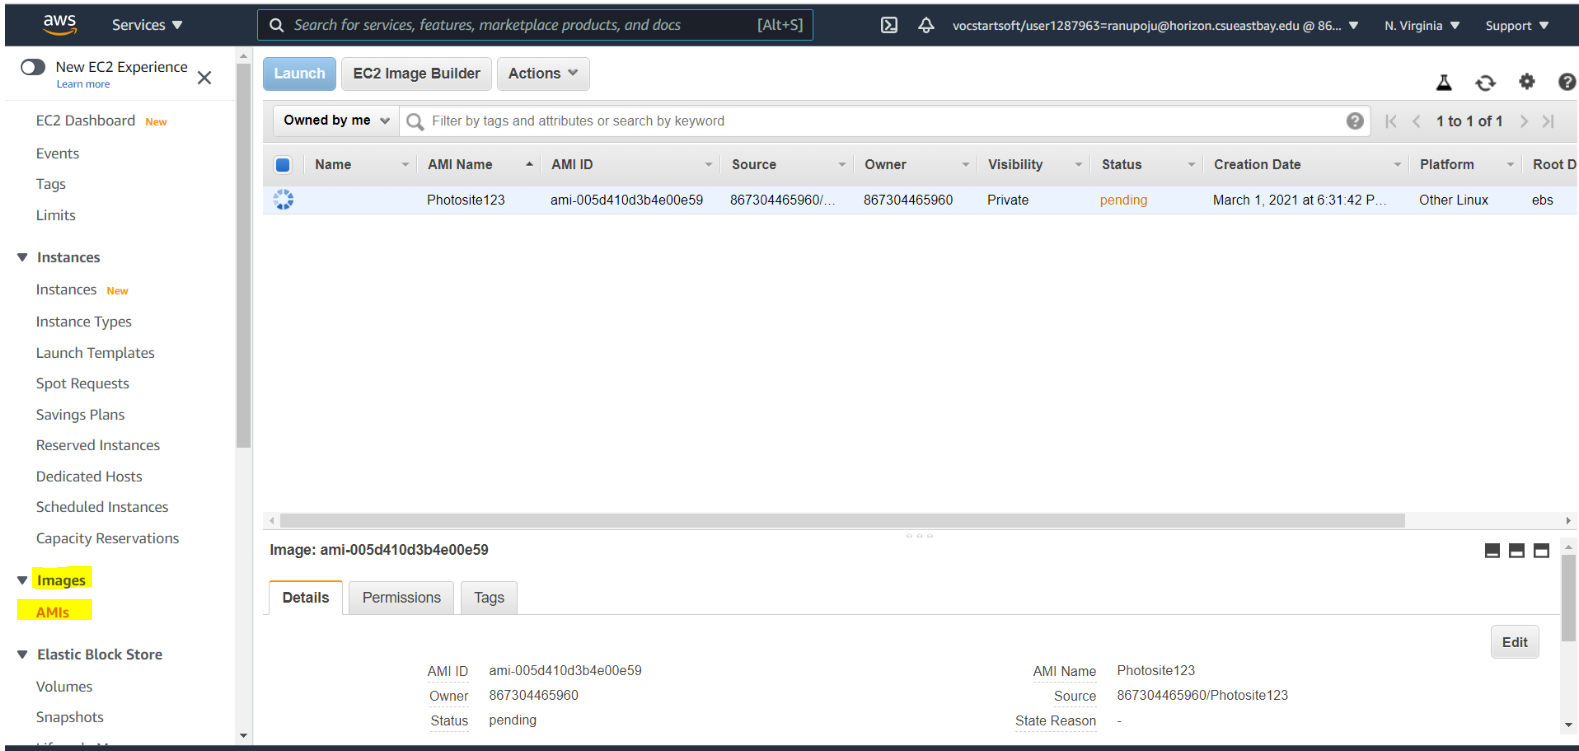 aws Services Search for services, features, marketplace products, and docs [Alt+S] vocstartsoft/user1287963=ranupoju@horizon.csueastbay.edu @ 86... N. Virginia Support
New EC2 Experience
Learn more
EC2 Dashboard New
Events
Tags
Limits
Instances
Instances New
Instance Types
Launch Templates
Spot Requests
Savings Plans
Reserved Instances
Dedicated Hosts
Scheduled Instances
Capacity Reservations
Images
AMIs
Elastic Block Store
Volumes
Snapshots
Launch EC2 Image Builder Actions
Owned by me Filter by tags and attributes or search by keyword 1 to 1 of 1
Name AMI Name AMI ID Source Owner Visibility Status Creation Date Platform Root D
Photosite123 ami-005d410d3b4e00e59 867304465960/... 867304465960 Private pending March 1, 2021 at 6:31:42 P... Other Linux ebs
Image: ami-005d410d3b4e00e59
Details Permissions Tags
Edit
AMI ID ami-005d410d3b4e00e59 AMI Name Photosite123
Owner 867304465960 Source 867304465960/Photosite123
Status pending State Reason -